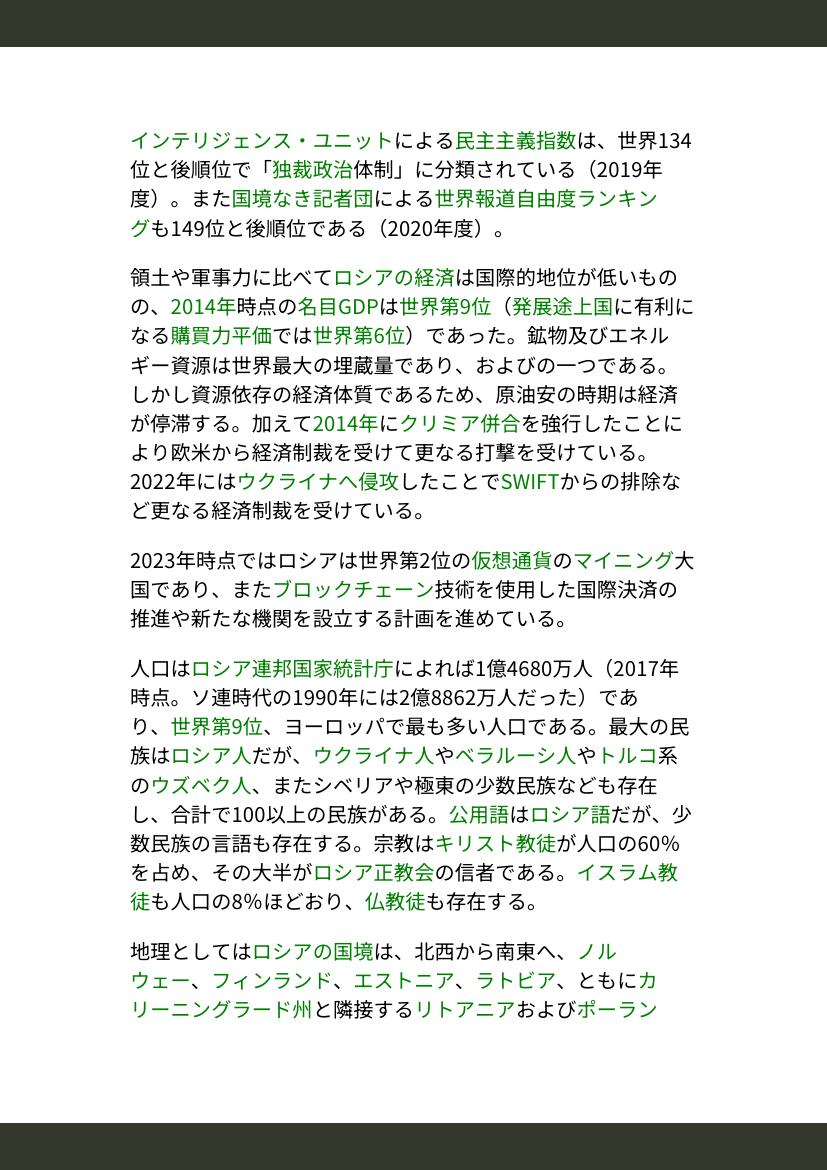 インテリジェンス・ユニットによる民主主義指数は、世界134
位と後順位で「独裁政治体制」に分類されている（2019年
度）。また国境なき記者団による世界報道自由度ランキン
グも149位と後順位である（2020年度）。
領土や軍事力に比べてロシアの経済は国際的地位が低いもの
の、2014年時点の名目GDPは世界第9位（発展途上国に有利に
なる購買力平価では世界第6位）であった。鉱物及びエネル
ギー資源は世界最大の埋蔵量であり、およびの一つである。
しかし資源依存の経済体質であるため、原油安の時期は経済
が停滞する。加えて2014年にクリミア併合を強行したことに
より欧米から経済制裁を受けて更なる打撃を受けている。
2022年にはウクライナへ侵攻したことでSWIFTからの排除な
ど更なる経済制裁を受けている。
2023年時点ではロシアは世界第2位の仮想通貨のマイニング大
国であり、またブロックチェーン技術を使用した国際決済の
推進や新たな機関を設立する計画を進めている。
人口はロシア連邦国家統計庁によれば1億4680万人（2017年
時点。ソ連時代の1990年には2億8862万人だった）であ
り、世界第9位、ヨーロッパで最も多い人口である。最大の民
族はロシア人だが、ウクライナ人やベラルーシ人やトルコ系
のウズベク人、またシベリアや極東の少数民族なども存在
し、合計で100以上の民族がある。公用語はロシア語だが、少
数民族の言語も存在する。宗教はキリスト教徒が人口の60%
を占め、その大半がロシア正教会の信者である。イスラム教
徒も人口の8%ほどおり、仏教徒も存在する。
地理としてはロシアの国境は、北西から南東へ、ノル
ウェー、フィンランド、エストニア、ラトビア、ともにカ
リーニングラード州と隣接するリトアニアおよびポーラン